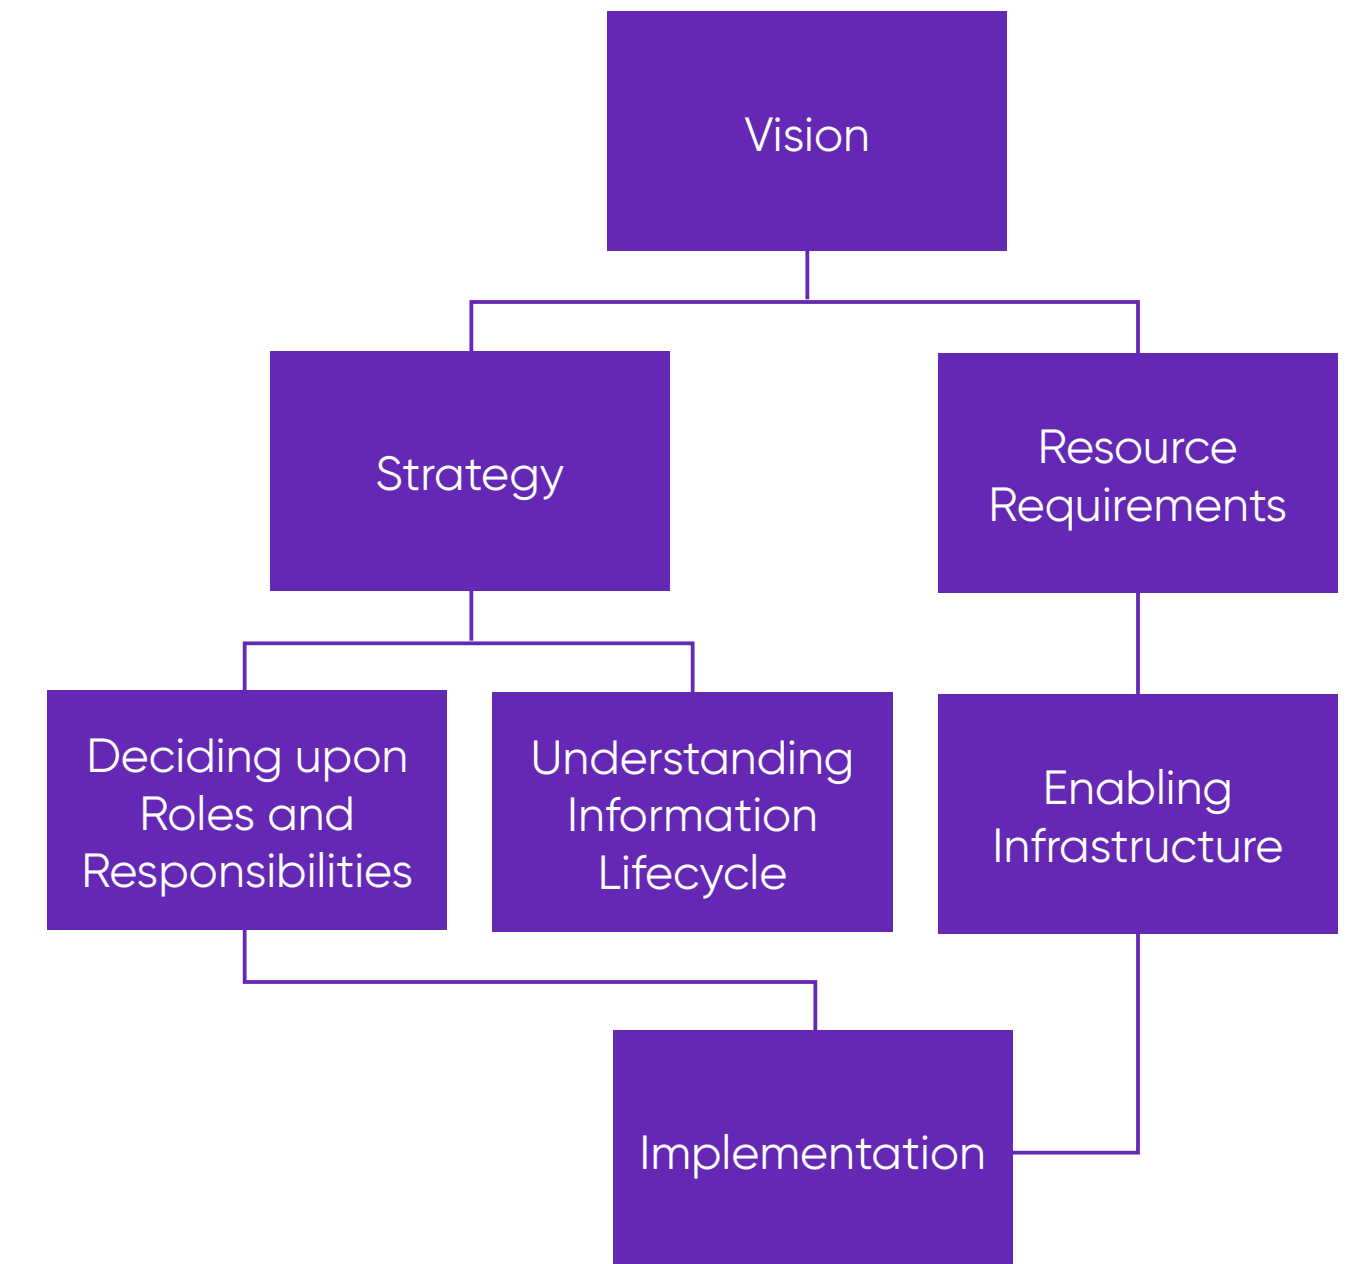 Vision
Strategy
Resource
Requirements
Deciding upon
Roles and
Responsibilities
Understanding
Information
Lifecycle
Enabling
Infrastructure
Implementation